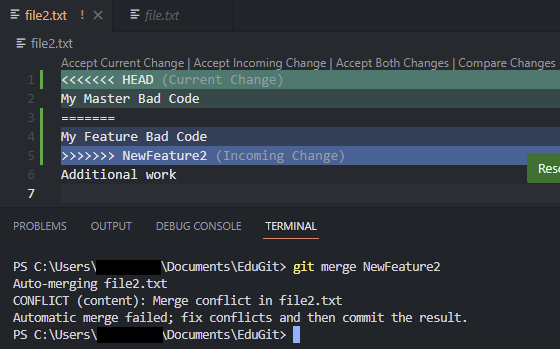 file2.txt ! × file.txt
file2.txt
Accept Current Change | Accept Incoming Change | Accept Both Changes | Compare Changes
1 <<<<<<< HEAD (Current Change)
2 My Master Bad Code
3 =======
4 My Feature Bad Code
5 >>>>>>> NewFeature2 (Incoming Change)
6 Additional work
7
PROBLEMS OUTPUT DEBUG CONSOLE TERMINAL
PS C:\Users\ \Documents\EduGit> git merge NewFeature2
Auto-merging file2.txt
CONFLICT (content): Merge conflict in file2.txt
Automatic merge failed; fix conflicts and then commit the result.
PS C:\Users\ \Documents\EduGit>